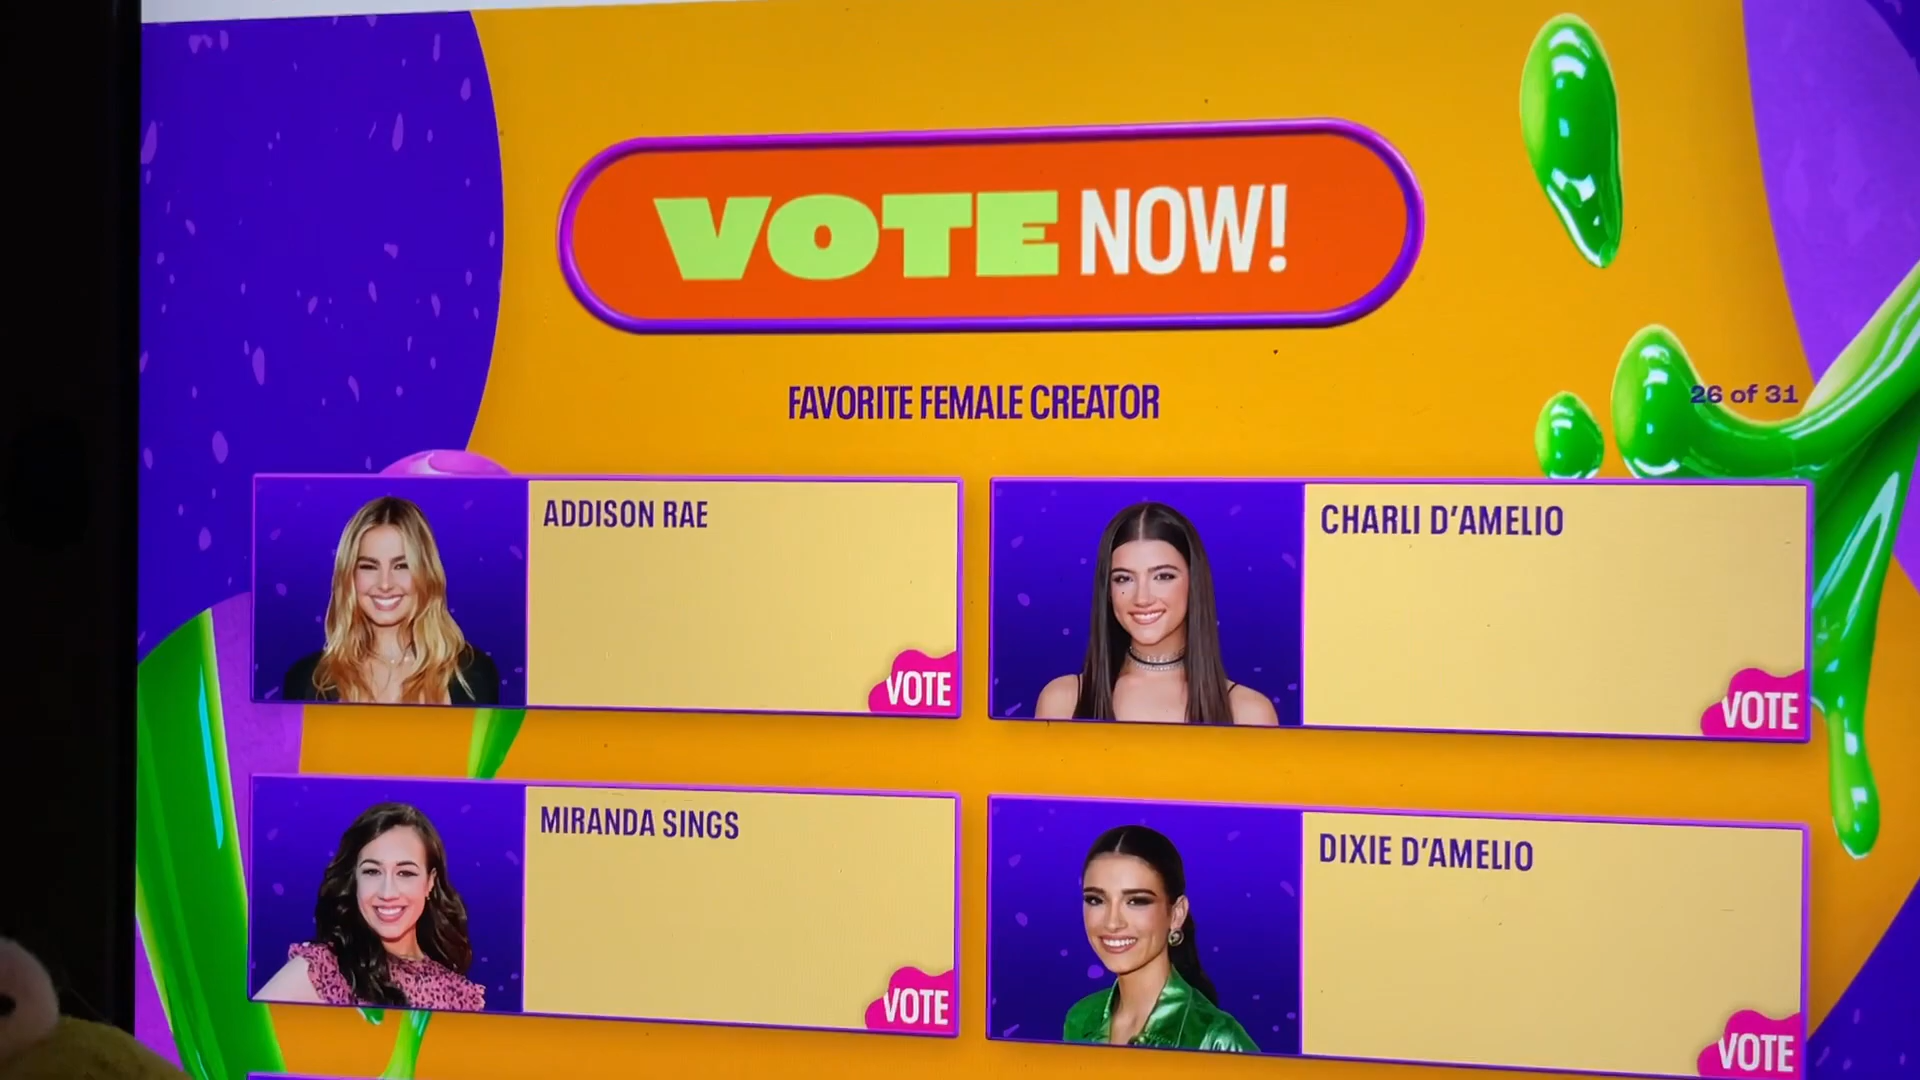 VOTE NOW!
FAVORITE FEMALE CREATOR
26 of 31
ADDISON RAE
VOTE
CHARLI D'AMELIO
VOTE
MIRANDA SINGS
VOTE
DIXIE D'AMELIO
VOTE